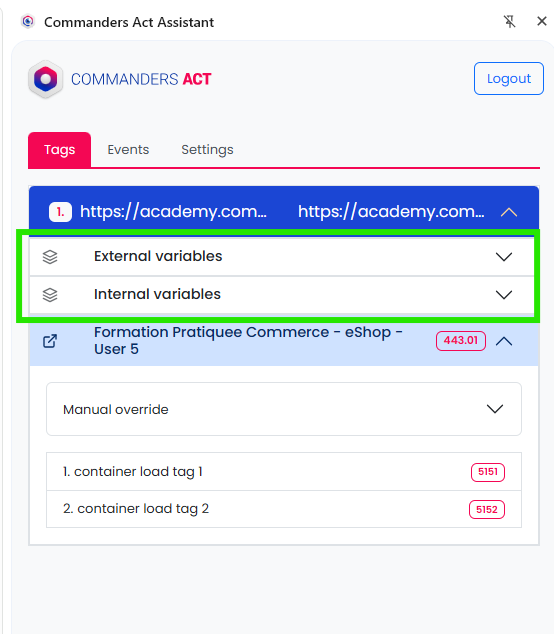 Commanders Act Assistant
COMMANDERS ACT
Logout
Tags Events Settings
1. https://academy.com... https://academy.com...
External variables
Internal variables
Formation Pratiquee Commerce - eShop -
User 5
443.01
Manual override
1. container load tag 1 5151
2. container load tag 2 5152